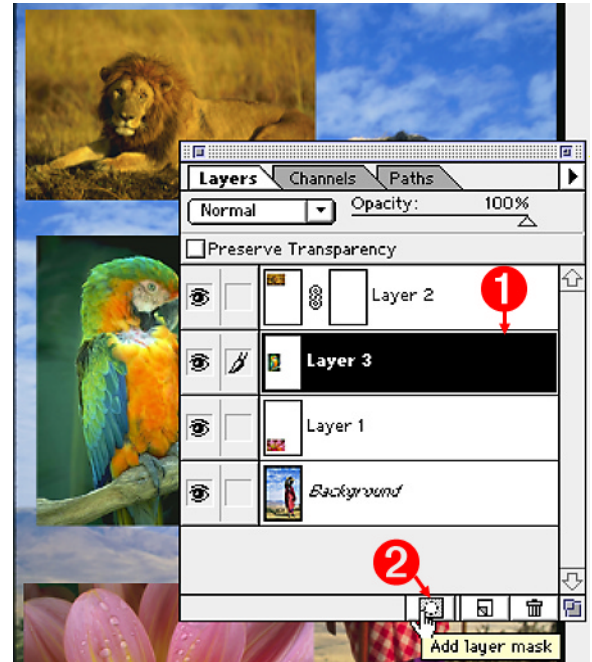 Layers Channels Paths
Normal Opacity: 100%
Preserve Transparency
Layer 2
1
Layer 3
Layer 1
Background
2
Add layer mask